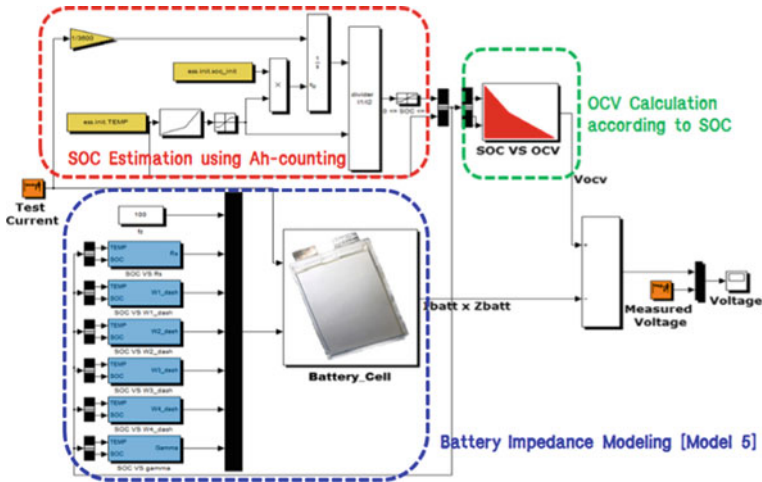 1/3600
ess.init.soc_init
ess.init.TEMP
X
divider
0 <= SOC <=
SOC Estimation using Ah-counting
SOC VS OCV
OCV Calculation
according to SOC
Vocv
Test
Current
100
N
TEMP
SOC
Rs
SOC VS Rs
TEMP
SOC
W1_dash
SOC VS W1_dash
TEMP
SOC
W2_dash
SOC VS W2_dash
TEMP
SOC
W3_dash
SOC VS W3_dash
TEMP
SOC
W4_dash
SOC VS W4_dash
TEMP
SOC
Gamma
SOC VS gamma
Battery_Cell
Ibatt x Zbatt
+
-
Measured
Voltage
Voltage
Battery Impedance Modeling [Model 5]